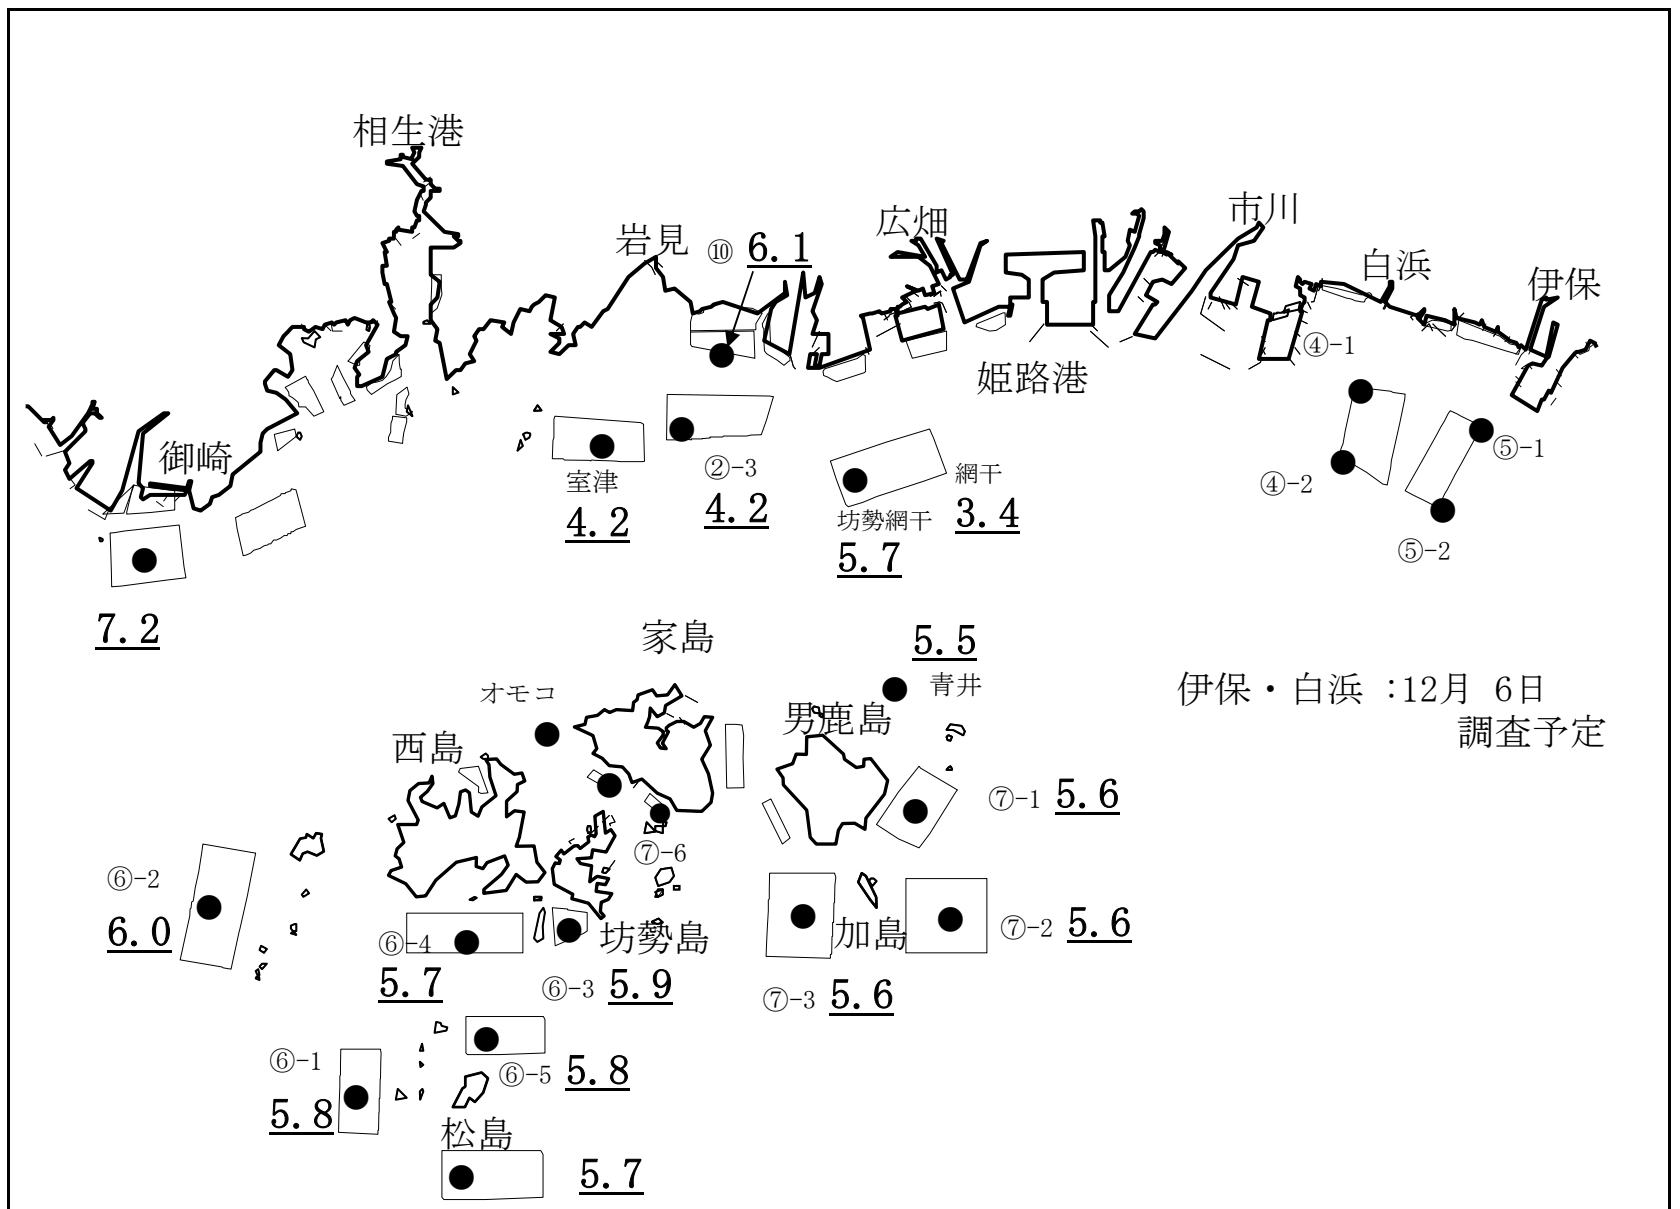 相生港
市川
広畑
岩見 ⑩ 6.1
白浜
伊保
④-1
姫路港
御崎
②-3
4.2
室津
4.2
網干
3.4
坊勢網干
5.7
⑤-1
④-2
⑤-2
7.2
家島
5.5
青井
オモコ
男鹿島
西島
伊保・白浜 :12月 6日
調査予定
⑦-1 5.6
⑦-6
⑥-2
6.0
⑥-4
5.7
坊勢島
⑥-3 5.9
加島
⑦-2 5.6
⑦-3 5.6
⑥-1
5.8
⑥-5 5.8
松島
5.7